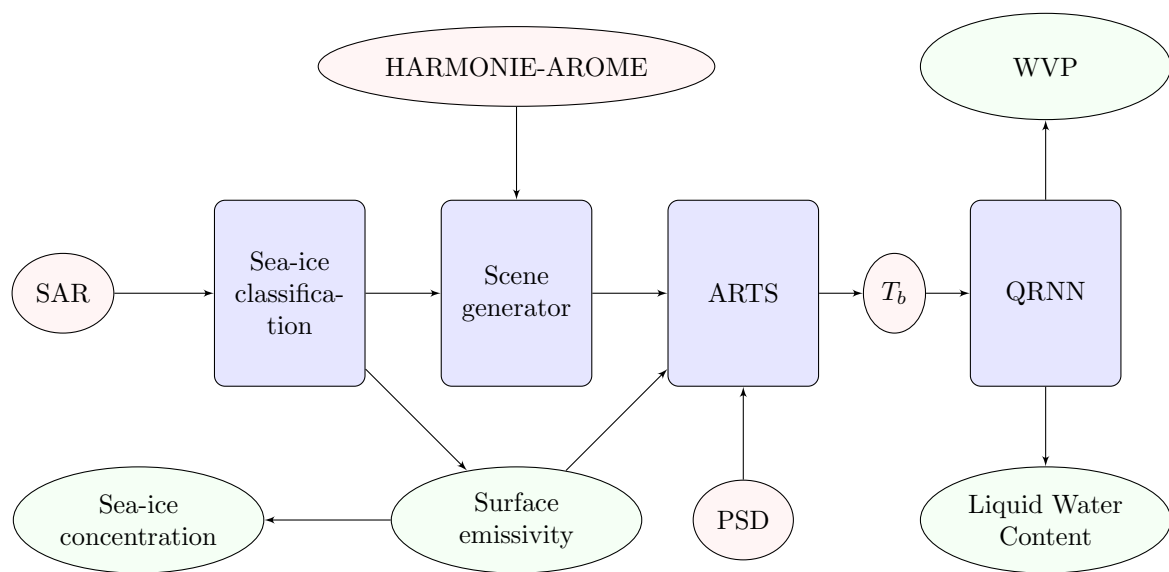 HARMONIE-AROME
WVP
SAR
Sea-ice
classifica-
tion
Scene
generator
ARTS
T_b
QRNN
Sea-ice
concentration
Surface
emissivity
PSD
Liquid Water
Content